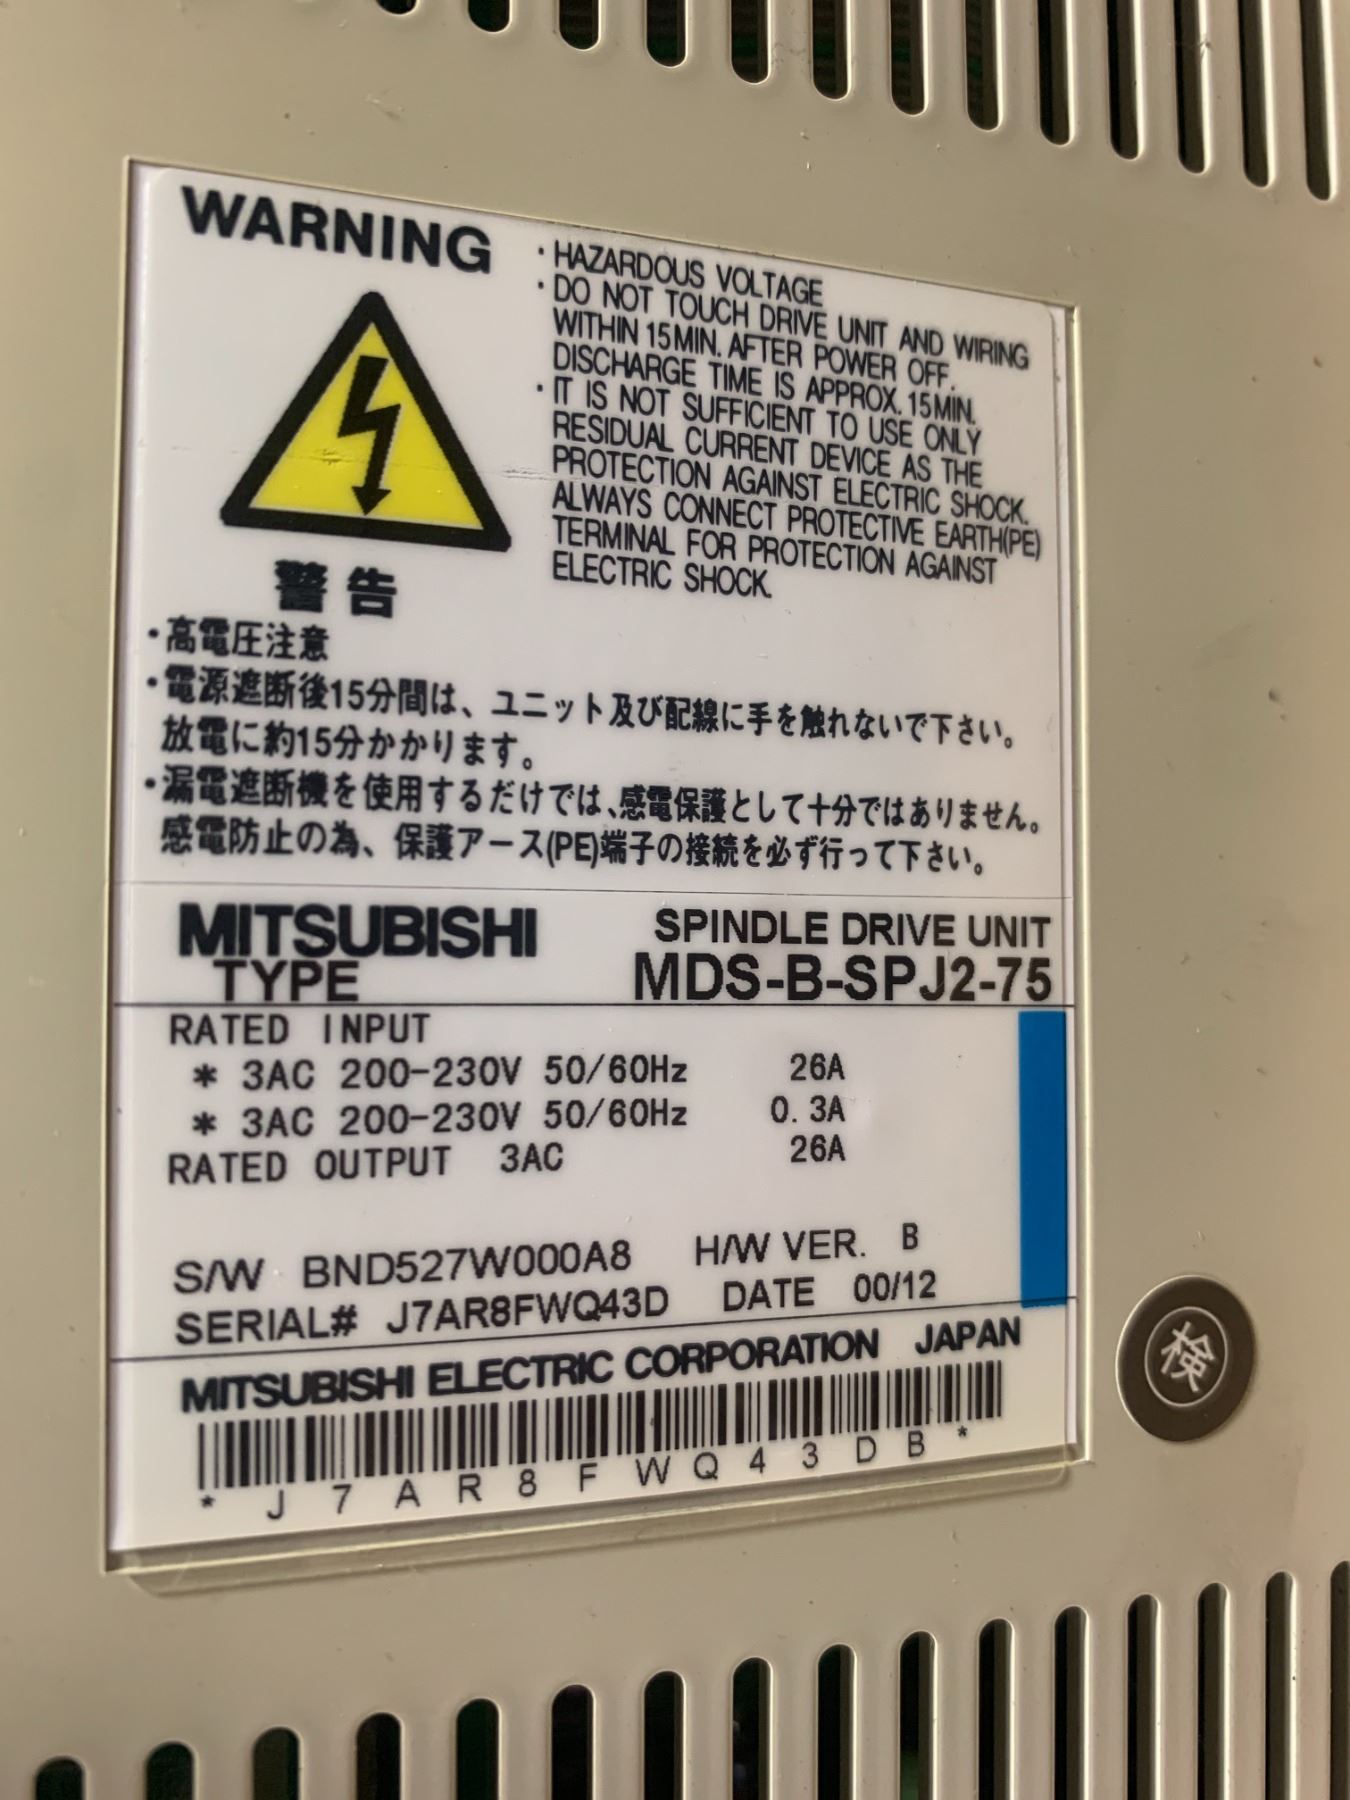 WARNING
・HAZARDOUS VOLTAGE
・DO NOT TOUCH DRIVE UNIT AND WIRING
WITHIN 15MIN. AFTER POWER OFF.
DISCHARGE TIME IS APPROX. 15MIN.
・IT IS NOT SUFFICIENT TO USE ONLY
RESIDUAL CURRENT DEVICE AS THE
PROTECTION AGAINST ELECTRIC SHOCK.
ALWAYS CONNECT PROTECTIVE EARTH(PE)
TERMINAL FOR PROTECTION AGAINST
ELECTRIC SHOCK.
警告
・高電圧注意
・電源遮断後15分間は、ユニット及び配線に手を触れないで下さい。
放電に約15分かかります。
・漏電遮断機を使用するだけでは、感電保護として十分ではありません。
感電防止の為、保護アース(PE)端子の接続を必ず行って下さい。
MITSUBISHI SPINDLE DRIVE UNIT
TYPE MDS-B-SPJ2-75
RATED INPUT
* 3AC 200-230V 50/60Hz 26A
* 3AC 200-230V 50/60Hz 0.3A
RATED OUTPUT 3AC 26A
S/W BND527W000A8 H/W VER. B
SERIAL# J7AR8FWQ43D DATE 00/12
MITSUBISHI ELECTRIC CORPORATION JAPAN
* J 7 A R 8 F W Q 4 3 D B *
検